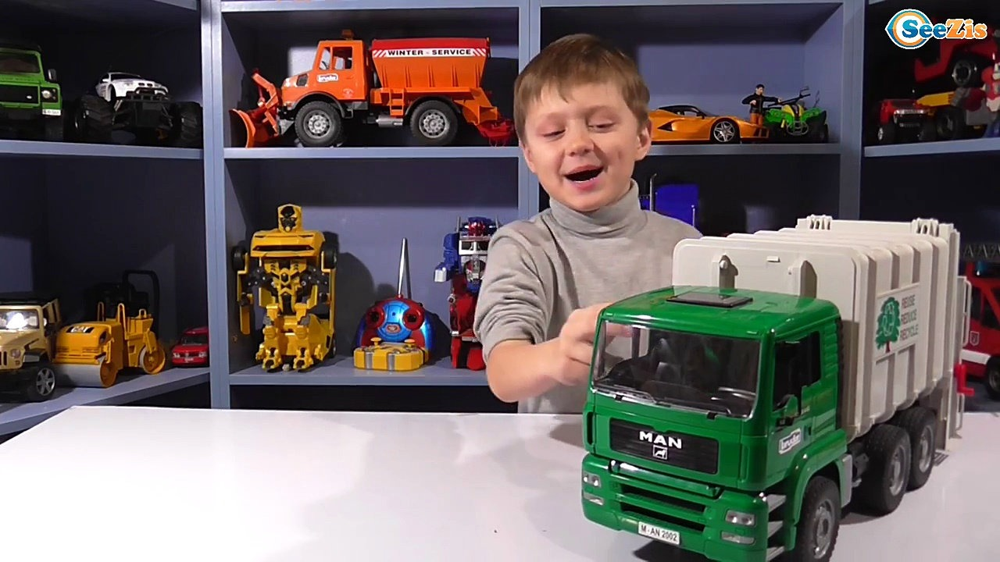 SeeZis
WINTER - SERVICE
bruder
REUSE
REDUCE
RECYCLE
MAN
bruder
M-AN 2002